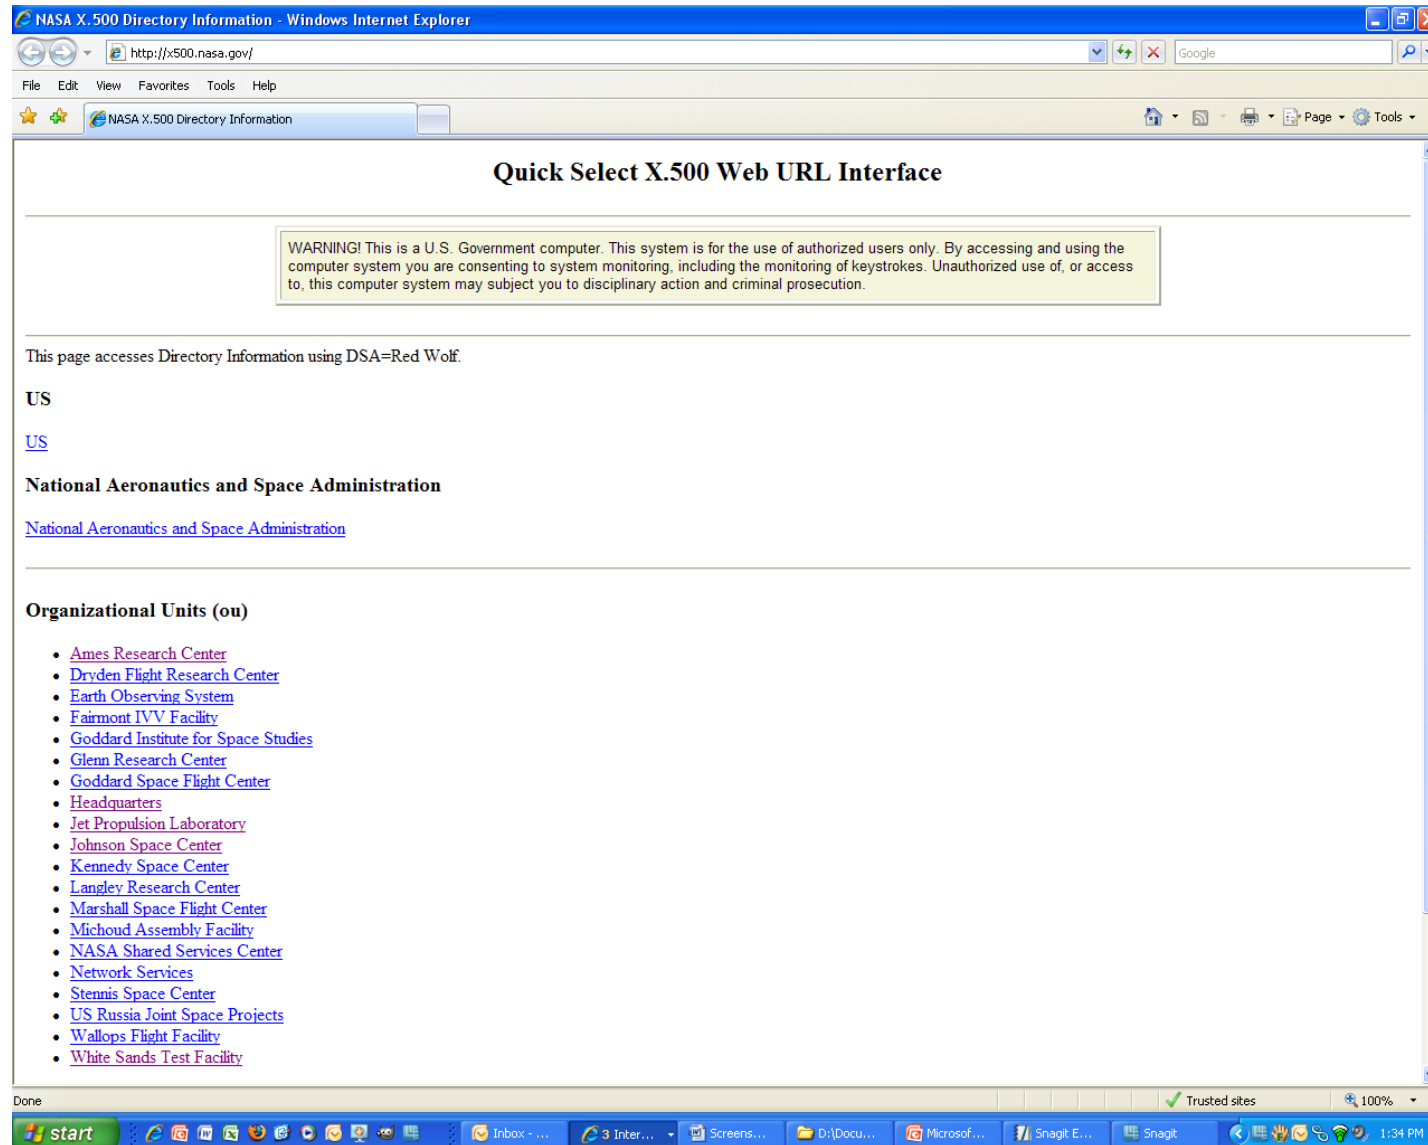 NASA X.500 Directory Information - Windows Internet Explorer
http://x500.nasa.gov/
Google
File Edit View Favorites Tools Help
NASA X.500 Directory Information
Page Tools
Quick Select X.500 Web URL Interface
WARNING! This is a U.S. Government computer. This system is for the use of authorized users only. By accessing and using the
computer system you are consenting to system monitoring, including the monitoring of keystrokes. Unauthorized use of, or access
to, this computer system may subject you to disciplinary action and criminal prosecution.
This page accesses Directory Information using DSA=Red Wolf.
US
US
National Aeronautics and Space Administration
National Aeronautics and Space Administration
Organizational Units (ou)
Ames Research Center
Dryden Flight Research Center
Earth Observing System
Fairmont IVV Facility
Goddard Institute for Space Studies
Glenn Research Center
Goddard Space Flight Center
Headquarters
Jet Propulsion Laboratory
Johnson Space Center
Kennedy Space Center
Langley Research Center
Marshall Space Flight Center
Michoud Assembly Facility
NASA Shared Services Center
Network Services
Stennis Space Center
US Russia Joint Space Projects
Wallops Flight Facility
White Sands Test Facility
Done
Trusted sites
100%
start
Inbox - ...
3 Inter...
Screens...
D:\Docu...
Microsof...
Snagit E...
Snagit
1:34 PM